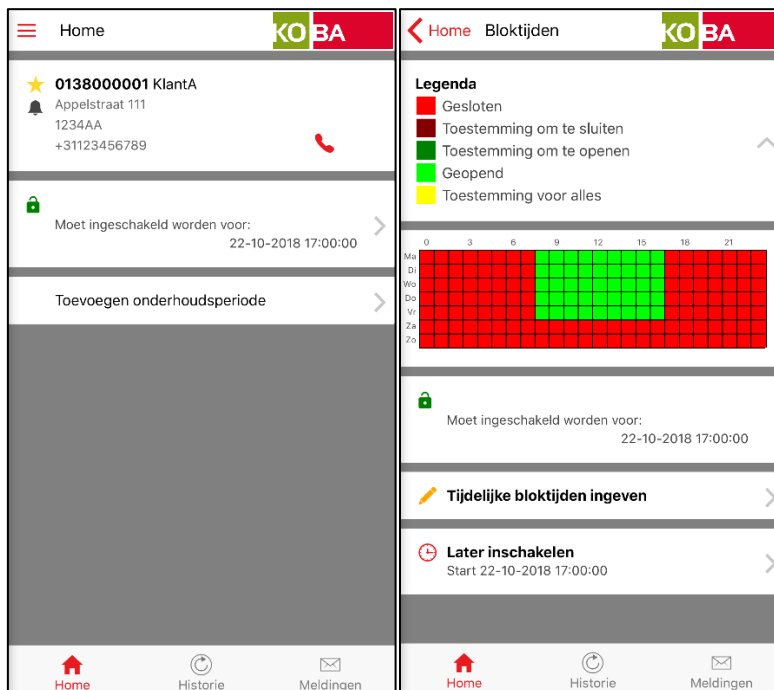 Home
KOBA
0138000001 KlantA
Appelstraat 111
1234AA
+31123456789
Moet ingeschakeld worden voor:
22-10-2018 17:00:00
Toevoegen onderhoudsperiode
Home Historie Meldingen
Home Bloktijden
KOBA
Legenda
Gesloten
Toestemming om te sluiten
Toestemming om te openen
Geopend
Toestemming voor alles
0 3 6 9 12 15 18 21
Ma
Di
Wo
Do
Vr
Za
Zo
Moet ingeschakeld worden voor:
22-10-2018 17:00:00
Tijdelijke bloktijden ingeven
Later inschakelen
Start 22-10-2018 17:00:00
Home Historie Meldingen